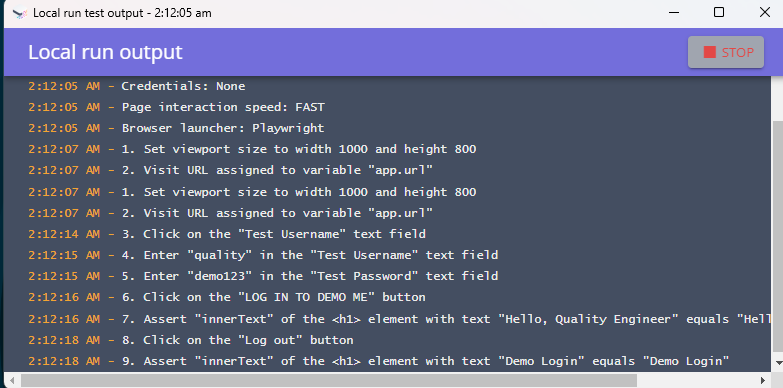 Local run test output - 2:12:05 am
Local run output
STOP
2:12:05 AM - Credentials: None
2:12:05 AM - Page interaction speed: FAST
2:12:05 AM - Browser launcher: Playwright
2:12:07 AM - 1. Set viewport size to width 1000 and height 800
2:12:07 AM - 2. Visit URL assigned to variable "app.url"
2:12:07 AM - 1. Set viewport size to width 1000 and height 800
2:12:07 AM - 2. Visit URL assigned to variable "app.url"
2:12:14 AM - 3. Click on the "Test Username" text field
2:12:15 AM - 4. Enter "quality" in the "Test Username" text field
2:12:15 AM - 5. Enter "demo123" in the "Test Password" text field
2:12:16 AM - 6. Click on the "LOG IN TO DEMO ME" button
2:12:16 AM - 7. Assert "innerText" of the <h1> element with text "Hello, Quality Engineer" equals "Hell
2:12:18 AM - 8. Click on the "Log out" button
2:12:18 AM - 9. Assert "innerText" of the <h1> element with text "Demo Login" equals "Demo Login"